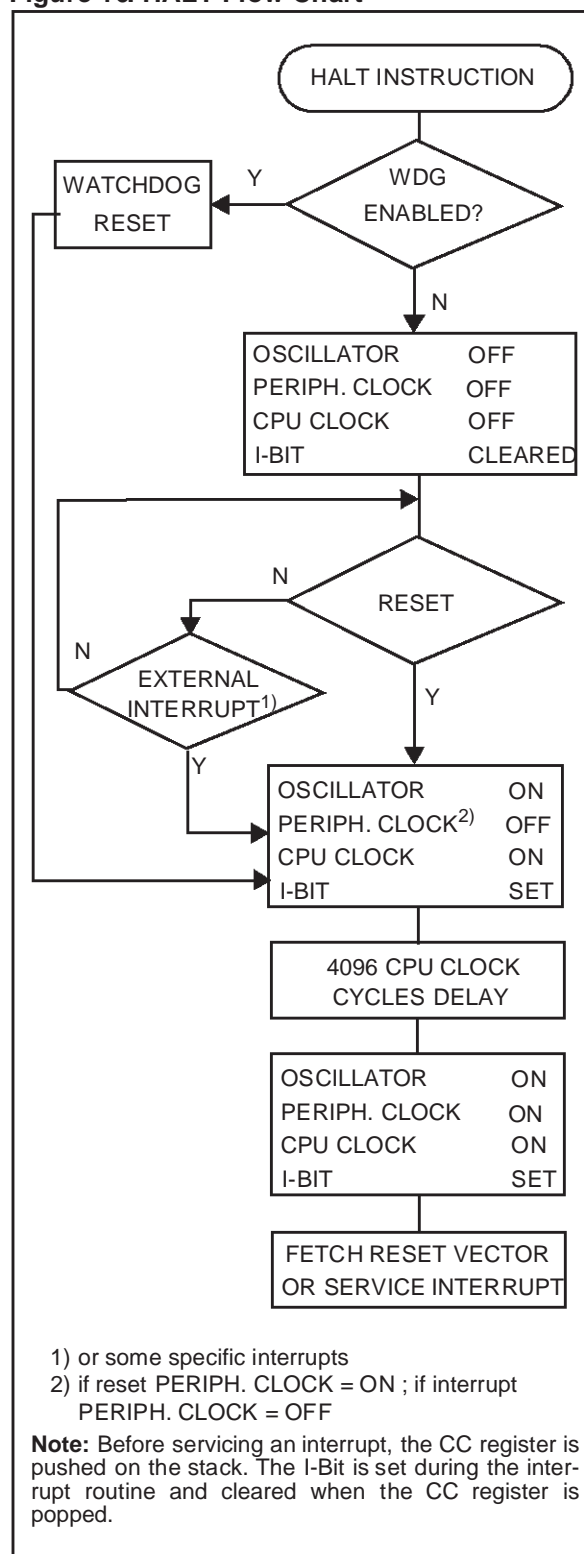 HALT INSTRUCTION
WDG
ENABLED?
Y
WATCHDOG
RESET
N
OSCILLATOR OFF
PERIPH. CLOCK OFF
CPU CLOCK OFF
I-BIT CLEARED
RESET
N
Y
EXTERNAL
INTERRUPT1)
N
Y
OSCILLATOR ON
PERIPH. CLOCK2) OFF
CPU CLOCK ON
I-BIT SET
4096 CPU CLOCK
CYCLES DELAY
OSCILLATOR ON
PERIPH. CLOCK ON
CPU CLOCK ON
I-BIT SET
FETCH RESET VECTOR
OR SERVICE INTERRUPT
1) or some specific interrupts
2) if reset PERIPH. CLOCK = ON ; if interrupt
PERIPH. CLOCK = OFF
Note: Before servicing an interrupt, the CC register is
pushed on the stack. The I-Bit is set during the inter-
rupt routine and cleared when the CC register is
popped.